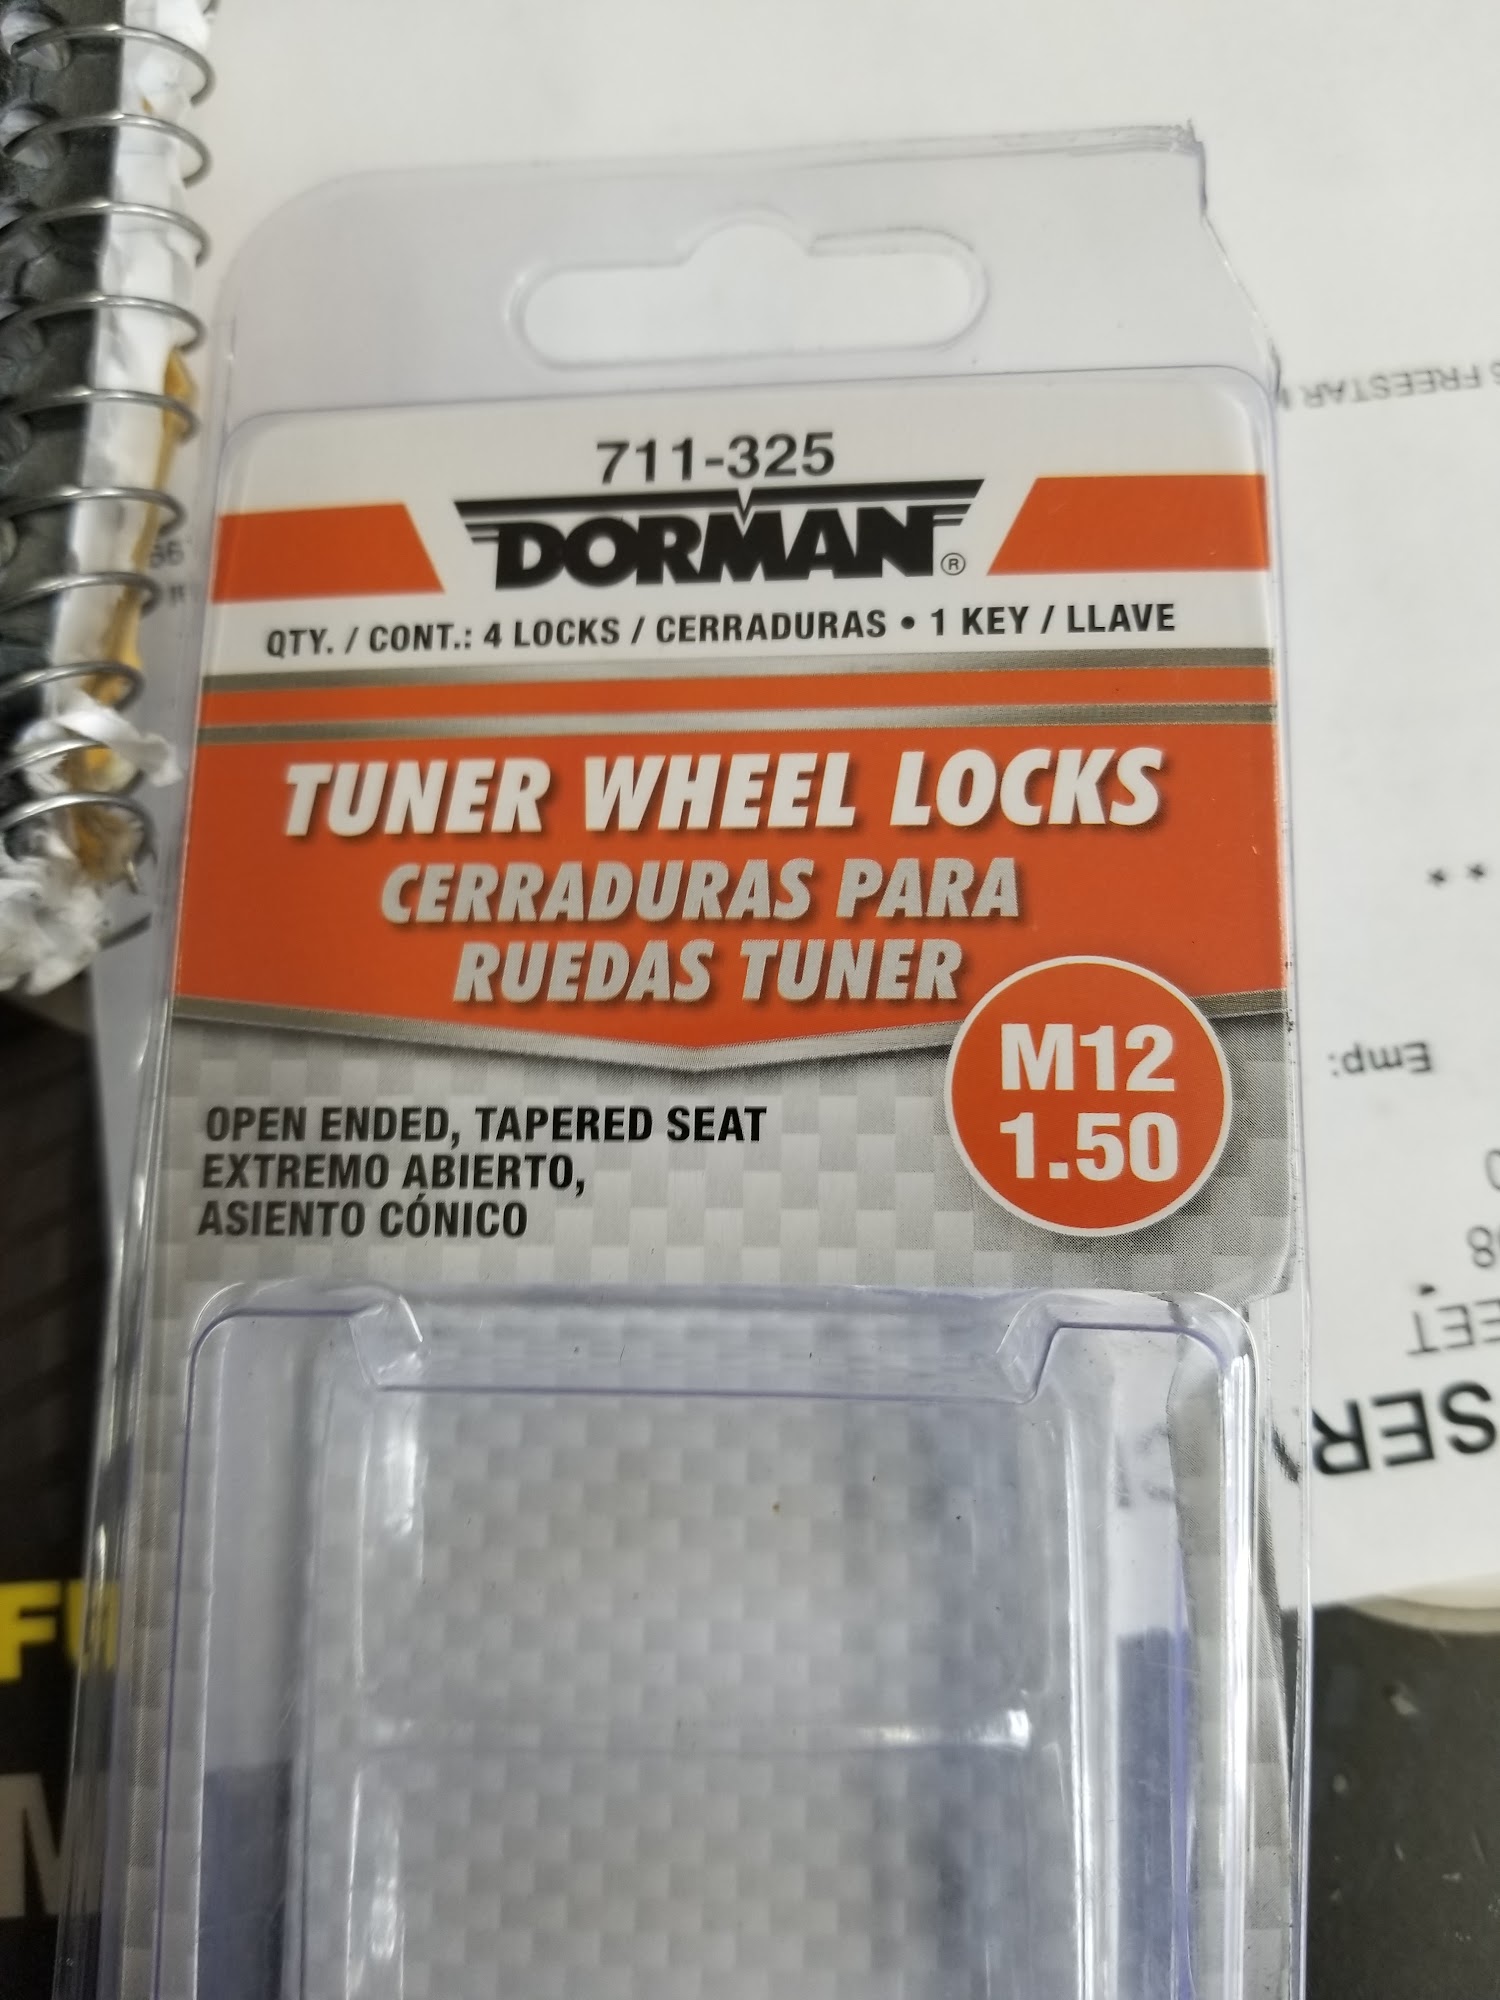 711-325
DORMAN®
QTY. / CONT.: 4 LOCKS / CERRADURAS • 1 KEY / LLAVE
TUNER WHEEL LOCKS
CERRADURAS PARA
RUEDAS TUNER
M12
1.50
OPEN ENDED, TAPERED SEAT
EXTREMO ABIERTO,
ASIENTO CÓNICO
FREESTAR
* *
Emp: